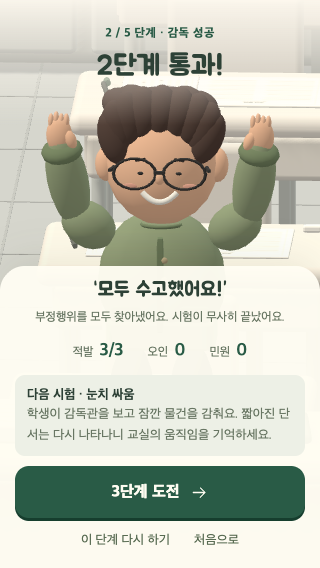 2 / 5 단계 · 감독 성공
2단계 통과!
‘모두 수고했어요!’
부정행위를 모두 찾아냈어요. 시험이 무사히 끝났어요.
적발 3/3 오인 0 민원 0
다음 시험 · 눈치 싸움
학생이 감독관을 보고 잠깐 물건을 감춰요. 짧아진 단
서는 다시 나타나니 교실의 움직임을 기억하세요.
3단계 도전 →
이 단계 다시 하기 처음으로